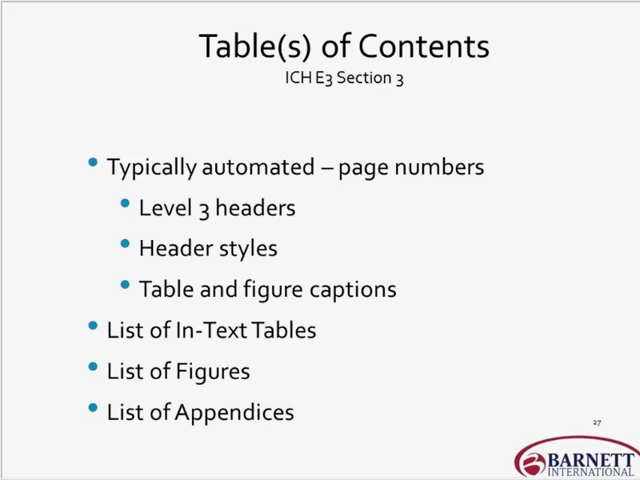 Table(s) of Contents
ICH E3 Section 3
• Typically automated – page numbers
• Level 3 headers
• Header styles
• Table and figure captions
• List of In-Text Tables
• List of Figures
• List of Appendices
27
BARNETT
INTERNATIONAL